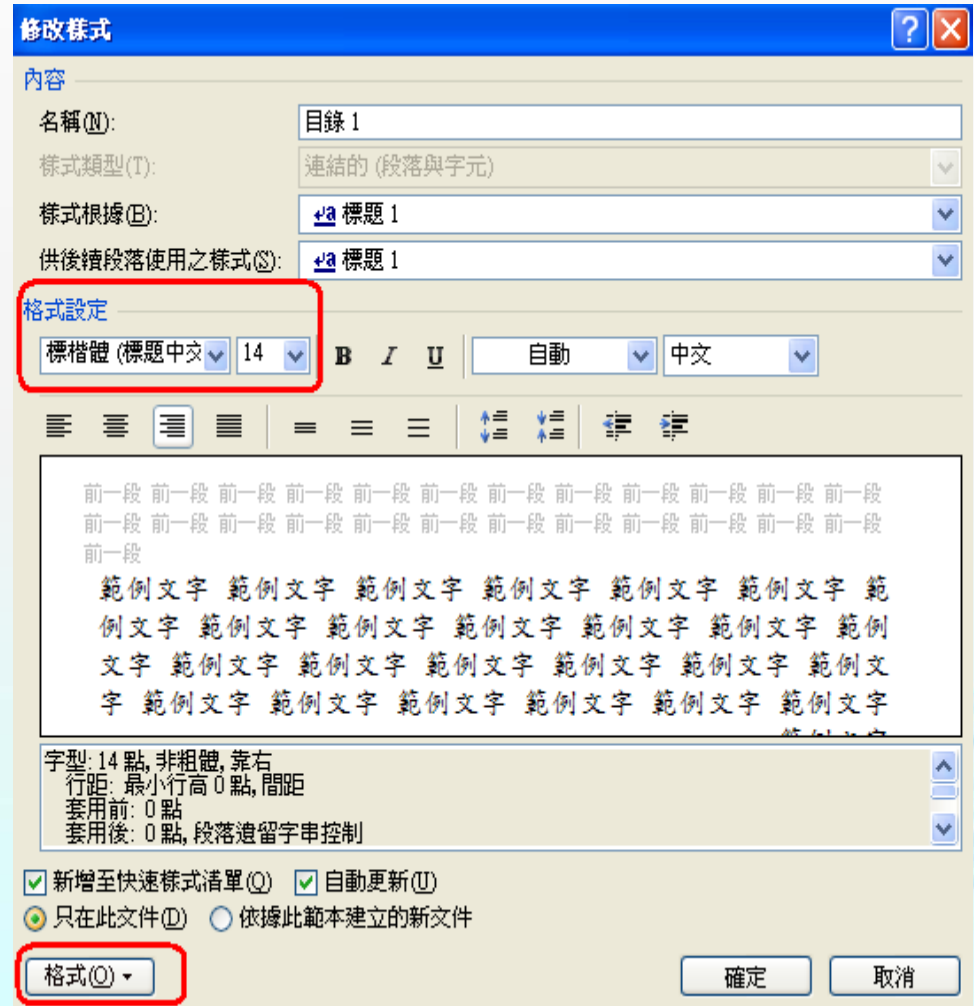 修改樣式
內容
名稱(N): 目錄 1
樣式類型(T): 連結的 (段落與字元)
樣式根據(B): 標題 1
供後續段落使用之樣式(S): 標題 1
格式設定
標楷體 (標題中文 14 B I U 自動 中文
前一段 前一段 前一段 前一段 前一段 前一段 前一段 前一段 前一段 前一段 前一段 前一段
前一段 前一段 前一段 前一段 前一段 前一段 前一段 前一段 前一段 前一段 前一段 前一段
前一段
範例文字 範例文字 範例文字 範例文字 範例文字 範例文字 範
例文字 範例文字 範例文字 範例文字 範例文字 範例文字 範例
文字 範例文字 範例文字 範例文字 範例文字 範例文字 範例文
字 範例文字 範例文字 範例文字 範例文字 範例文字 範例文字
字型: 14 點, 非粗體, 靠右
行距: 最小行高 0 點, 間距
套用前: 0 點
套用後: 0 點, 段落遺留字串控制
新增至快速樣式清單(Q) 自動更新(U)
只在此文件(D) 依據此範本建立的新文件
格式(O) 確定 取消